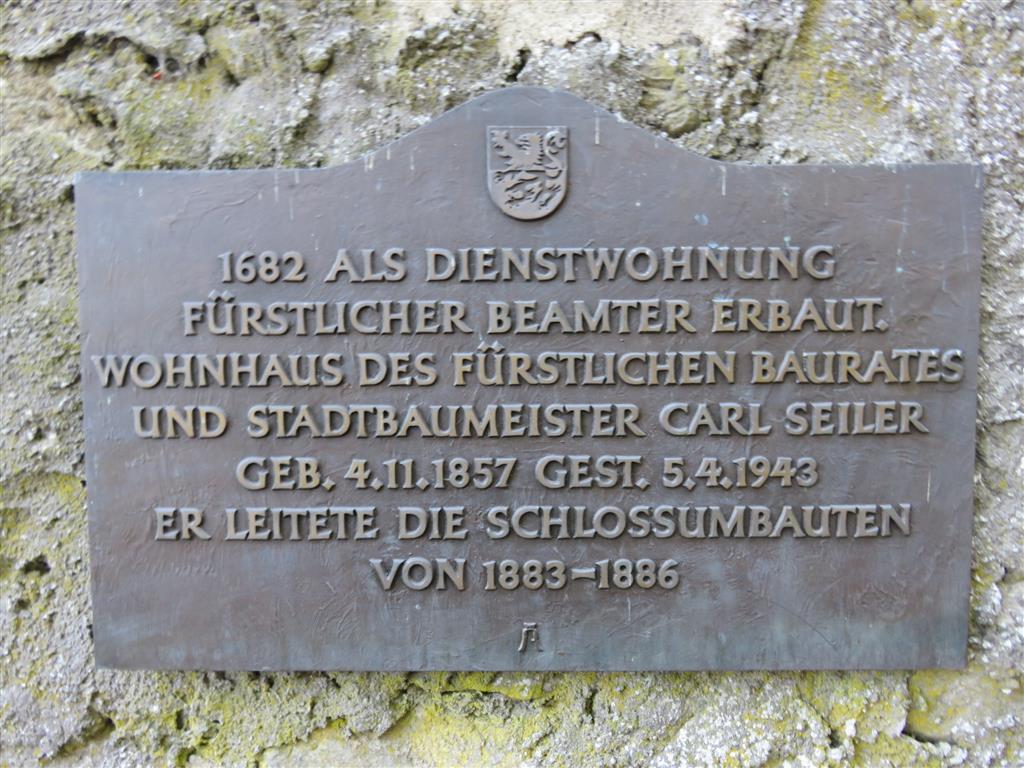 1682 ALS DIENSTWOHNUNG
FÜRSTLICHER BEAMTER ERBAUT.
WOHNHAUS DES FÜRSTLICHEN BAURATES
UND STADTBAUMEISTER CARL SEILER
GEB. 4.11.1857 GEST. 5.4.1943
ER LEITETE DIE SCHLOSSUMBAUTEN
VON 1883–1886